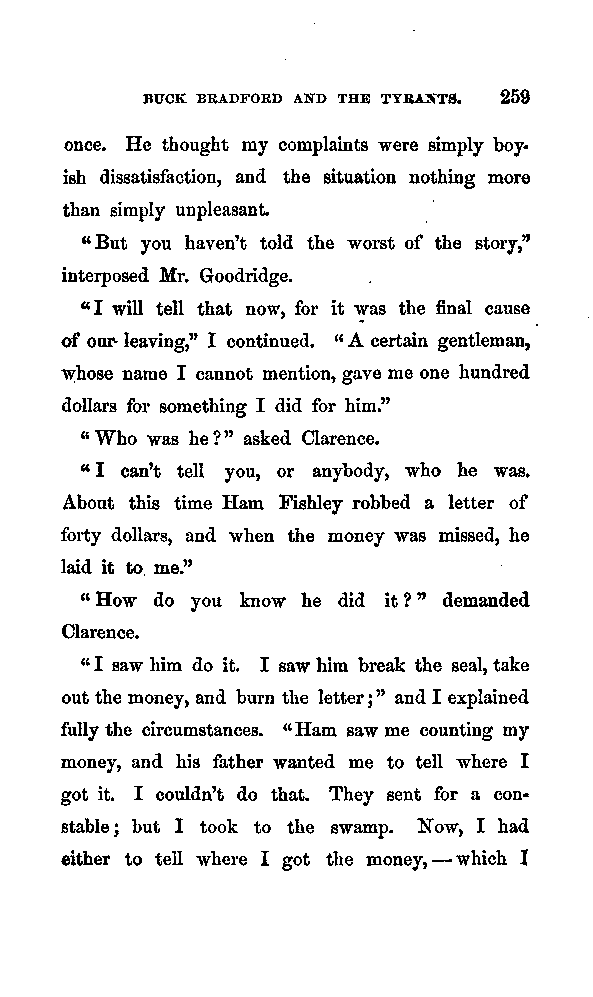 BUCK BRADFORD AND THE TYRANTS. 259
once. He thought my complaints were simply boy-
ish dissatisfaction, and the situation nothing more
than simply unpleasant.
“But you haven’t told the worst of the story,”
interposed Mr. Goodridge.
“I will tell that now, for it was the final cause
of our leaving,” I continued. “A certain gentleman,
whose name I cannot mention, gave me one hundred
dollars for something I did for him.”
“Who was he?” asked Clarence.
“I can’t tell you, or anybody, who he was.
About this time Ham Fishley robbed a letter of
forty dollars, and when the money was missed, he
laid it to me.”
“How do you know he did it?” demanded
Clarence.
“I saw him do it. I saw him break the seal, take
out the money, and burn the letter;” and I explained
fully the circumstances. “Ham saw me counting my
money, and his father wanted me to tell where I
got it. I couldn’t do that. They sent for a con-
stable; but I took to the swamp. Now, I had
either to tell where I got the money,—which I